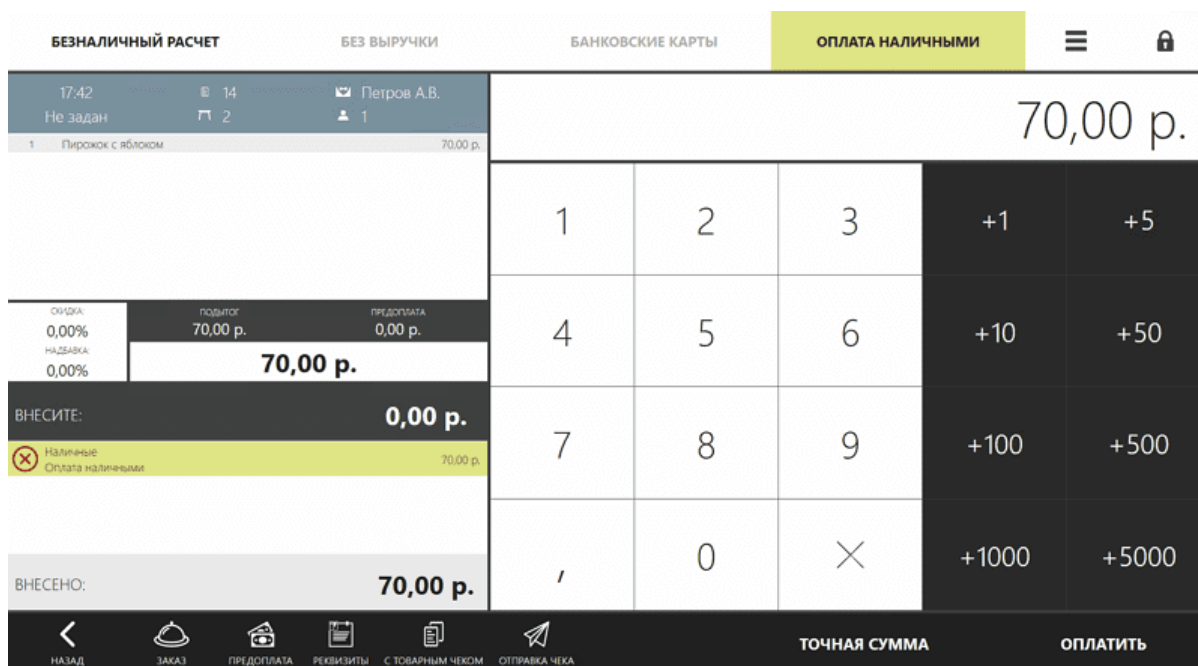 БЕЗНАЛИЧНЫЙ РАСЧЕТ БЕЗ ВЫРУЧКИ БАНКОВСКИЕ КАРТЫ ОПЛАТА НАЛИЧНЫМИ
17:42 14 Петров А.В.
Не задан 2 1
1 Пирожок с яблоком 70,00 р.
70,00 р.
1 2 3 +1 +5
4 5 6 +10 +50
7 8 9 +100 +500
, 0 × +1000 +5000
СКИДКА: ПОДЫТОГ ПРЕДОПЛАТА
0,00% 70,00 р. 0,00 р.
НАДБАВКА:
0,00% 70,00 р.
ВНЕСИТЕ: 0,00 р.
Наличные
Оплата наличными 70,00 р.
ВНЕСЕНО: 70,00 р.
НАЗАД ЗАКАЗ ПРЕДОПЛАТА РЕКВИЗИТЫ С ТОВАРНЫМ ЧЕКОМ ОТПРАВКА ЧЕКА ТОЧНАЯ СУММА ОПЛАТИТЬ